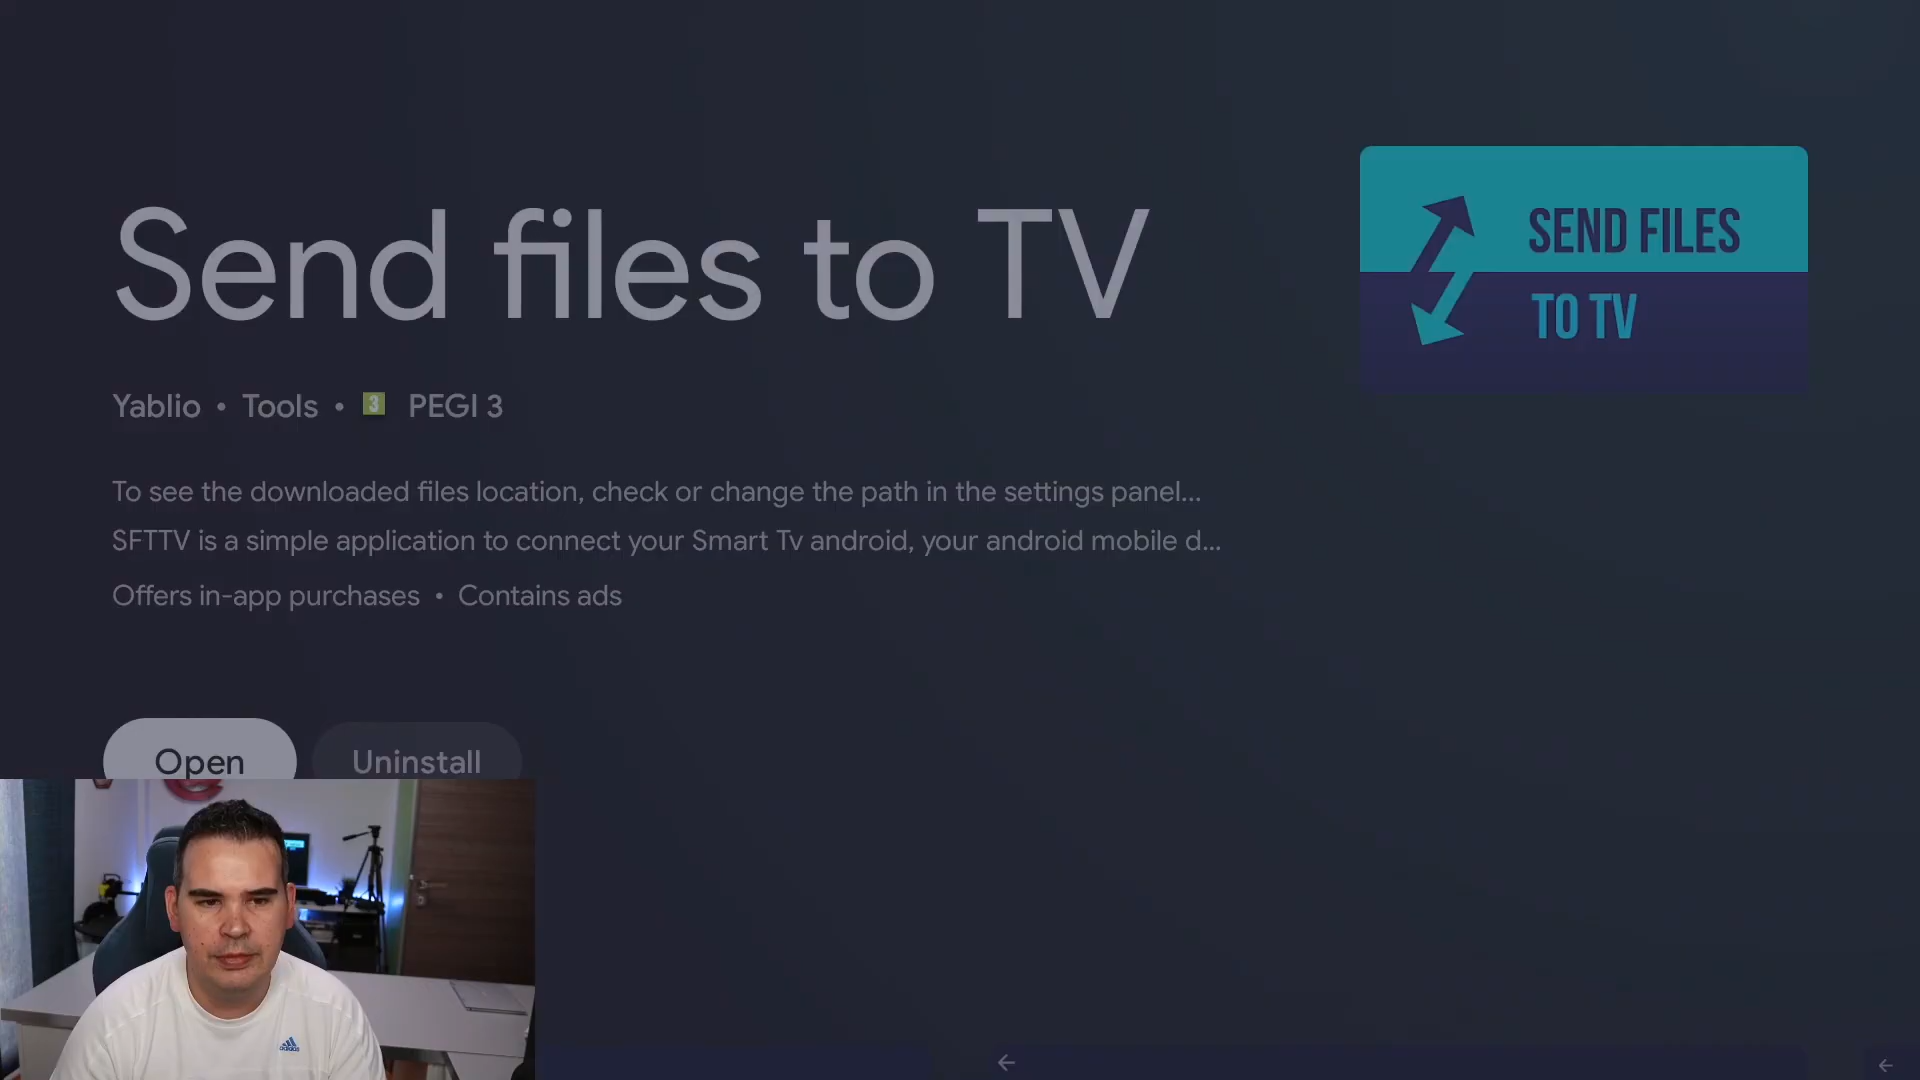 Send files to TV
SEND FILES
TO TV
Yablio • Tools • 3 PEGI 3
To see the downloaded files location, check or change the path in the settings panel...
SFTTV is a simple application to connect your Smart Tv android, your android mobile d...
Offers in-app purchases • Contains ads
Open
Uninstall
adidas